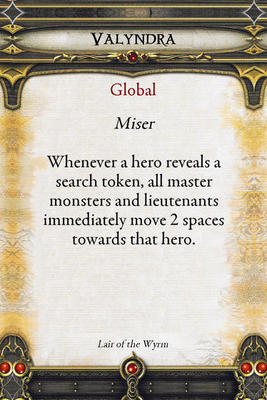 Valyndra
Global
Miser
Whenever a hero reveals a
search token, all master
monsters and lieutenants
immediately move 2 spaces
towards that hero.
Lair of the Wyrm